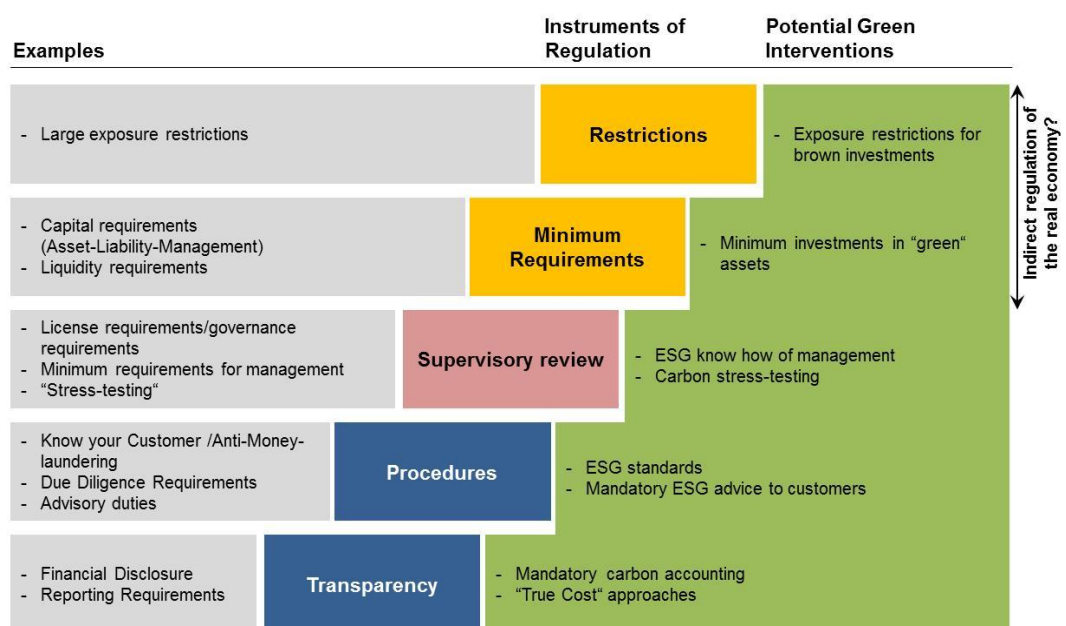 Examples
Instruments of
Regulation
Potential Green
Interventions
- Large exposure restrictions
Restrictions
- Exposure restrictions for
brown investments
Indirect regulation of
the real economy?
- Capital requirements
(Asset-Liability-Management)
- Liquidity requirements
Minimum
Requirements
- Minimum investments in "green"
assets
- License requirements/governance
requirements
- Minimum requirements for management
- "Stress-testing"
Supervisory review
- ESG know how of management
- Carbon stress-testing
- Know your Customer /Anti-Money-
laundering
- Due Diligence Requirements
- Advisory duties
Procedures
- ESG standards
- Mandatory ESG advice to customers
- Financial Disclosure
- Reporting Requirements
Transparency
- Mandatory carbon accounting
- "True Cost" approaches